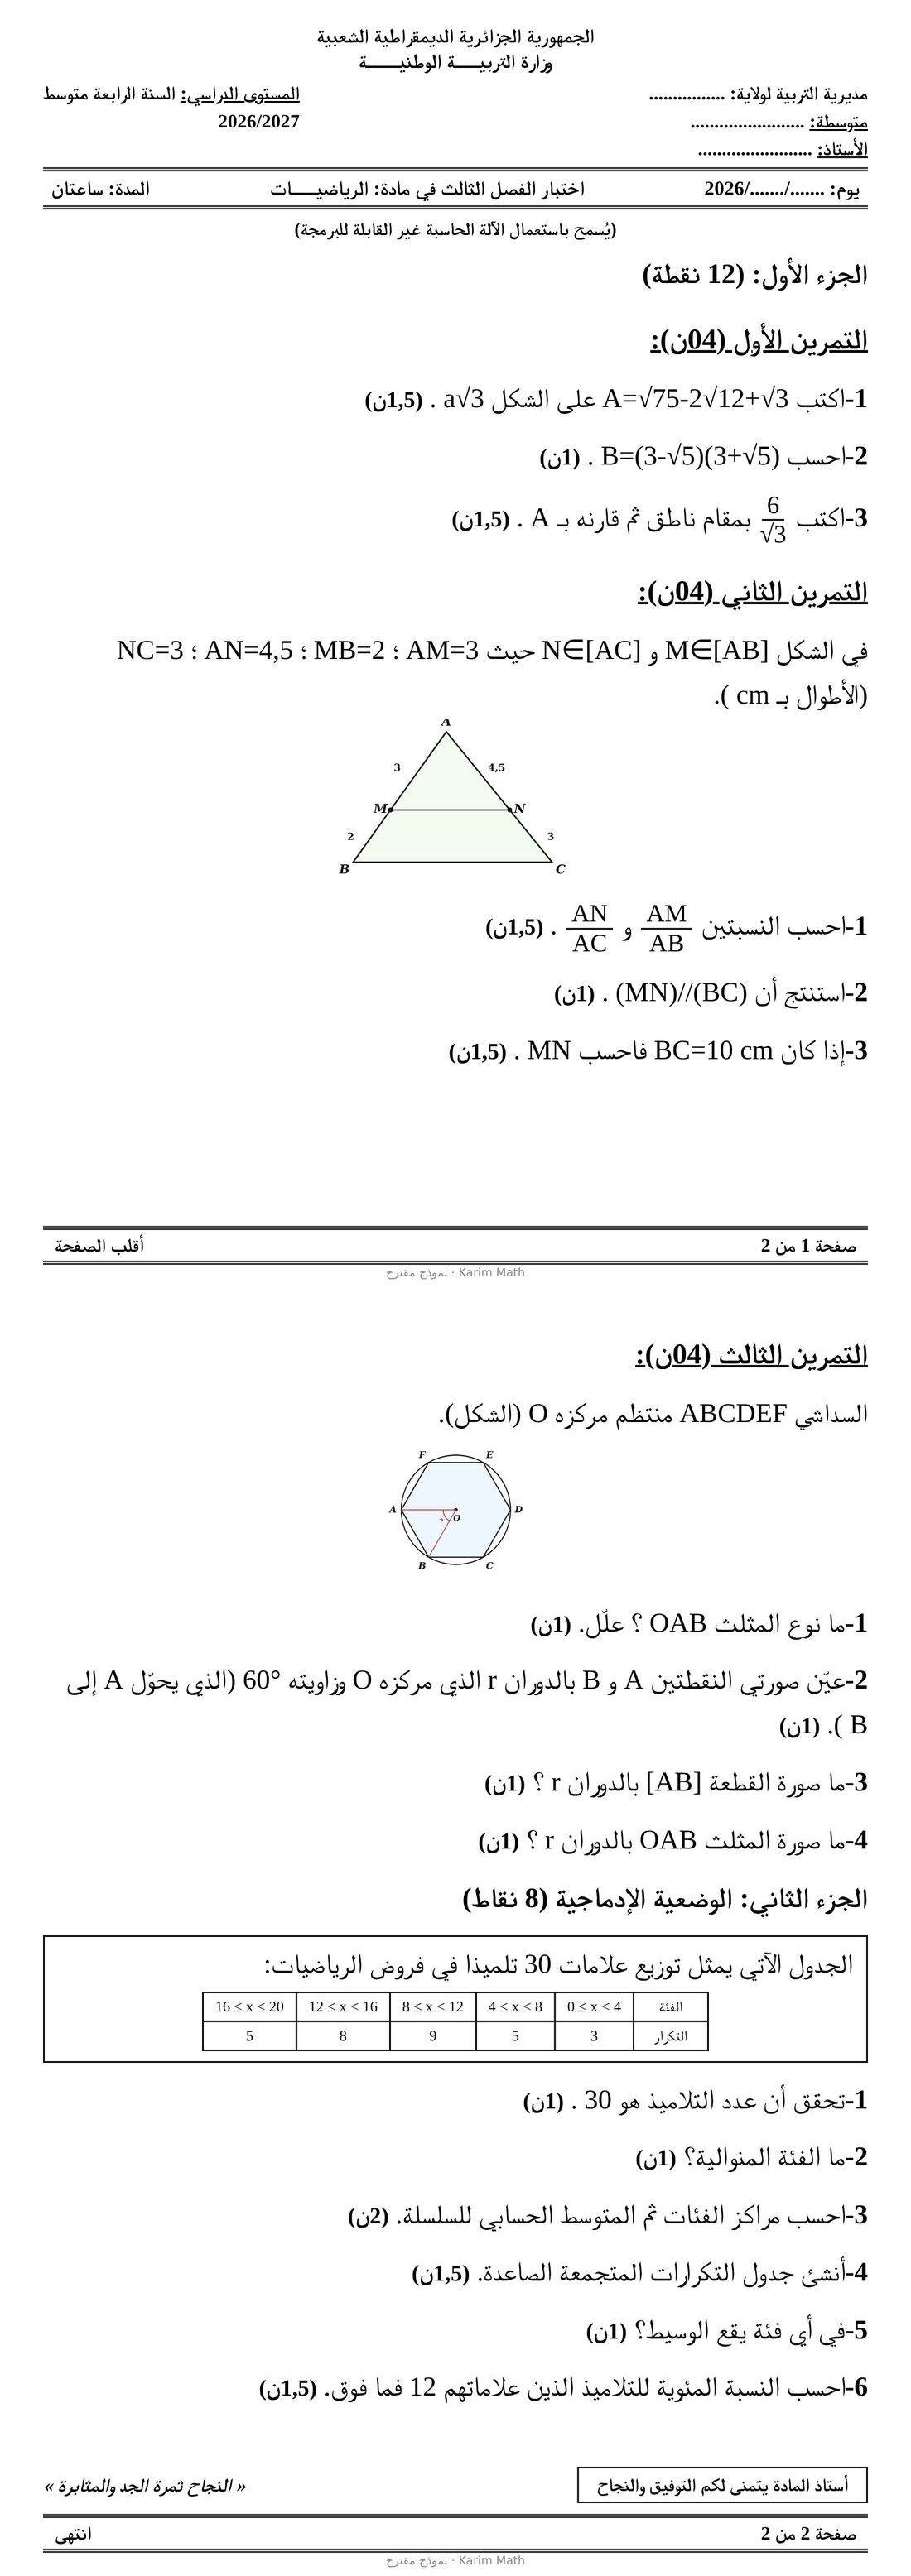 الجمهورية الجزائرية الديمقراطية الشعبية
وزارة التربيـــــة الوطنيـــــــة
مديرية التربية لولاية: ................
المستوى الدراسي: السنة الرابعة متوسط
متوسطة: ........................
2026/2027
الأستاذ: ........................
يوم: ......./......./2026
اختبار الفصل الثالث في مادة: الرياضيـــــات
المدة: ساعتان
(يُسمح باستعمال الآلة الحاسبة غير القابلة للبرمجة)
الجزء الأول: (12 نقطة)
التمرين الأول (04ن):
1-اكتب A=√75-2√12+√3 على الشكل a√3 . (1,5ن)
2-احسب B=(3-√5)(3+√5) . (1ن)
3-اكتب 6/√3 بمقام ناطق ثم قارنه بـ A . (1,5ن)
التمرين الثاني (04ن):
في الشكل M∈[AB] و N∈[AC] حيث AM=3 ؛ MB=2 ؛ AN=4,5 ؛ NC=3
(الأطوال بـ cm ).
A
3
4,5
M
N
2
3
B
C
1-احسب النسبتين AM/AB و AN/AC . (1,5ن)
2-استنتج أن (MN)//(BC) . (1ن)
3-إذا كان BC=10 cm فاحسب MN . (1,5ن)
صفحة 1 من 2
أقلب الصفحة
نموذج مقترح · Karim Math
التمرين الثالث (04ن):
السداسي ABCDEF منتظم مركزه O (الشكل).
F
E
A
D
?
O
B
C
1-ما نوع المثلث OAB ؟ علّل. (1ن)
2-عيّن صورتي النقطتين A و B بالدوران r الذي مركزه O وزاويته 60° (الذي يحوّل A إلى
B ). (1ن)
3-ما صورة القطعة [AB] بالدوران r ؟ (1ن)
4-ما صورة المثلث OAB بالدوران r ؟ (1ن)
الجزء الثاني: الوضعية الإدماجية (8 نقاط)
الجدول الآتي يمثل توزيع علامات 30 تلميذا في فروض الرياضيات:
الفئة
0 ≤ x < 4
4 ≤ x < 8
8 ≤ x < 12
12 ≤ x < 16
16 ≤ x ≤ 20
التكرار
3
5
9
8
5
1-تحقق أن عدد التلاميذ هو 30 . (1ن)
2-ما الفئة المنوالية؟ (1ن)
3-احسب مراكز الفئات ثم المتوسط الحسابي للسلسلة. (2ن)
4-أنشئ جدول التكرارات المتجمعة الصاعدة. (1,5ن)
5-في أي فئة يقع الوسيط؟ (1ن)
6-احسب النسبة المئوية للتلاميذ الذين علاماتهم 12 فما فوق. (1,5ن)
أستاذ المادة يتمنى لكم التوفيق والنجاح
« النجاح ثمرة الجد والمثابرة »
صفحة 2 من 2
انتهى
نموذج مقترح · Karim Math